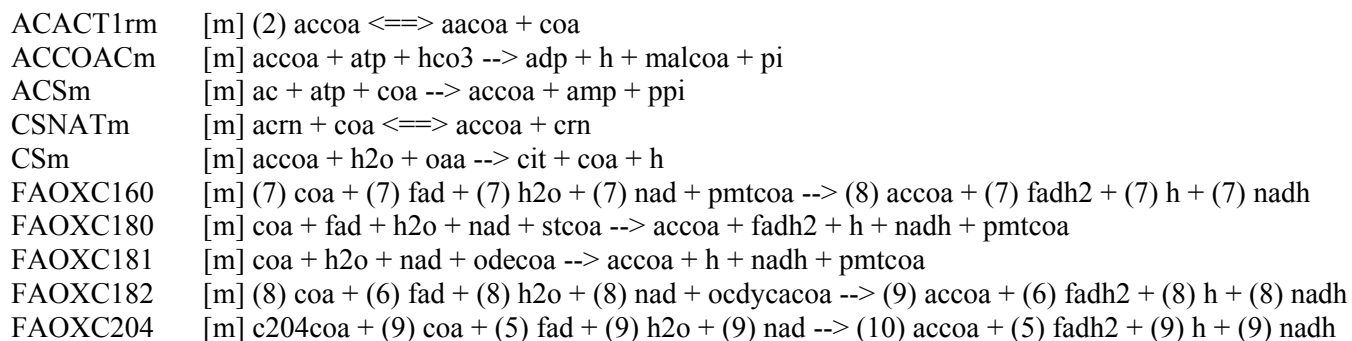 ACACT1rm [m] (2) accoa <==> aacoa + coa
ACCOACm [m] accoa + atp + hco3 --> adp + h + malcoa + pi
ACSm [m] ac + atp + coa --> accoa + amp + ppi
CSNATm [m] acrn + coa <==> accoa + crn
CSm [m] accoa + h2o + oaa --> cit + coa + h
FAOXC160 [m] (7) coa + (7) fad + (7) h2o + (7) nad + pmtcoa --> (8) accoa + (7) fadh2 + (7) h + (7) nadh
FAOXC180 [m] coa + fad + h2o + nad + stcoa --> accoa + fadh2 + h + nadh + pmtcoa
FAOXC181 [m] coa + h2o + nad + odecoa --> accoa + h + nadh + pmtcoa
FAOXC182 [m] (8) coa + (6) fad + (8) h2o + (8) nad + ocdycacoa --> (9) accoa + (6) fadh2 + (8) h + (8) nadh
FAOXC204 [m] c204coa + (9) coa + (5) fad + (9) h2o + (9) nad --> (10) accoa + (5) fadh2 + (9) h + (9) nadh